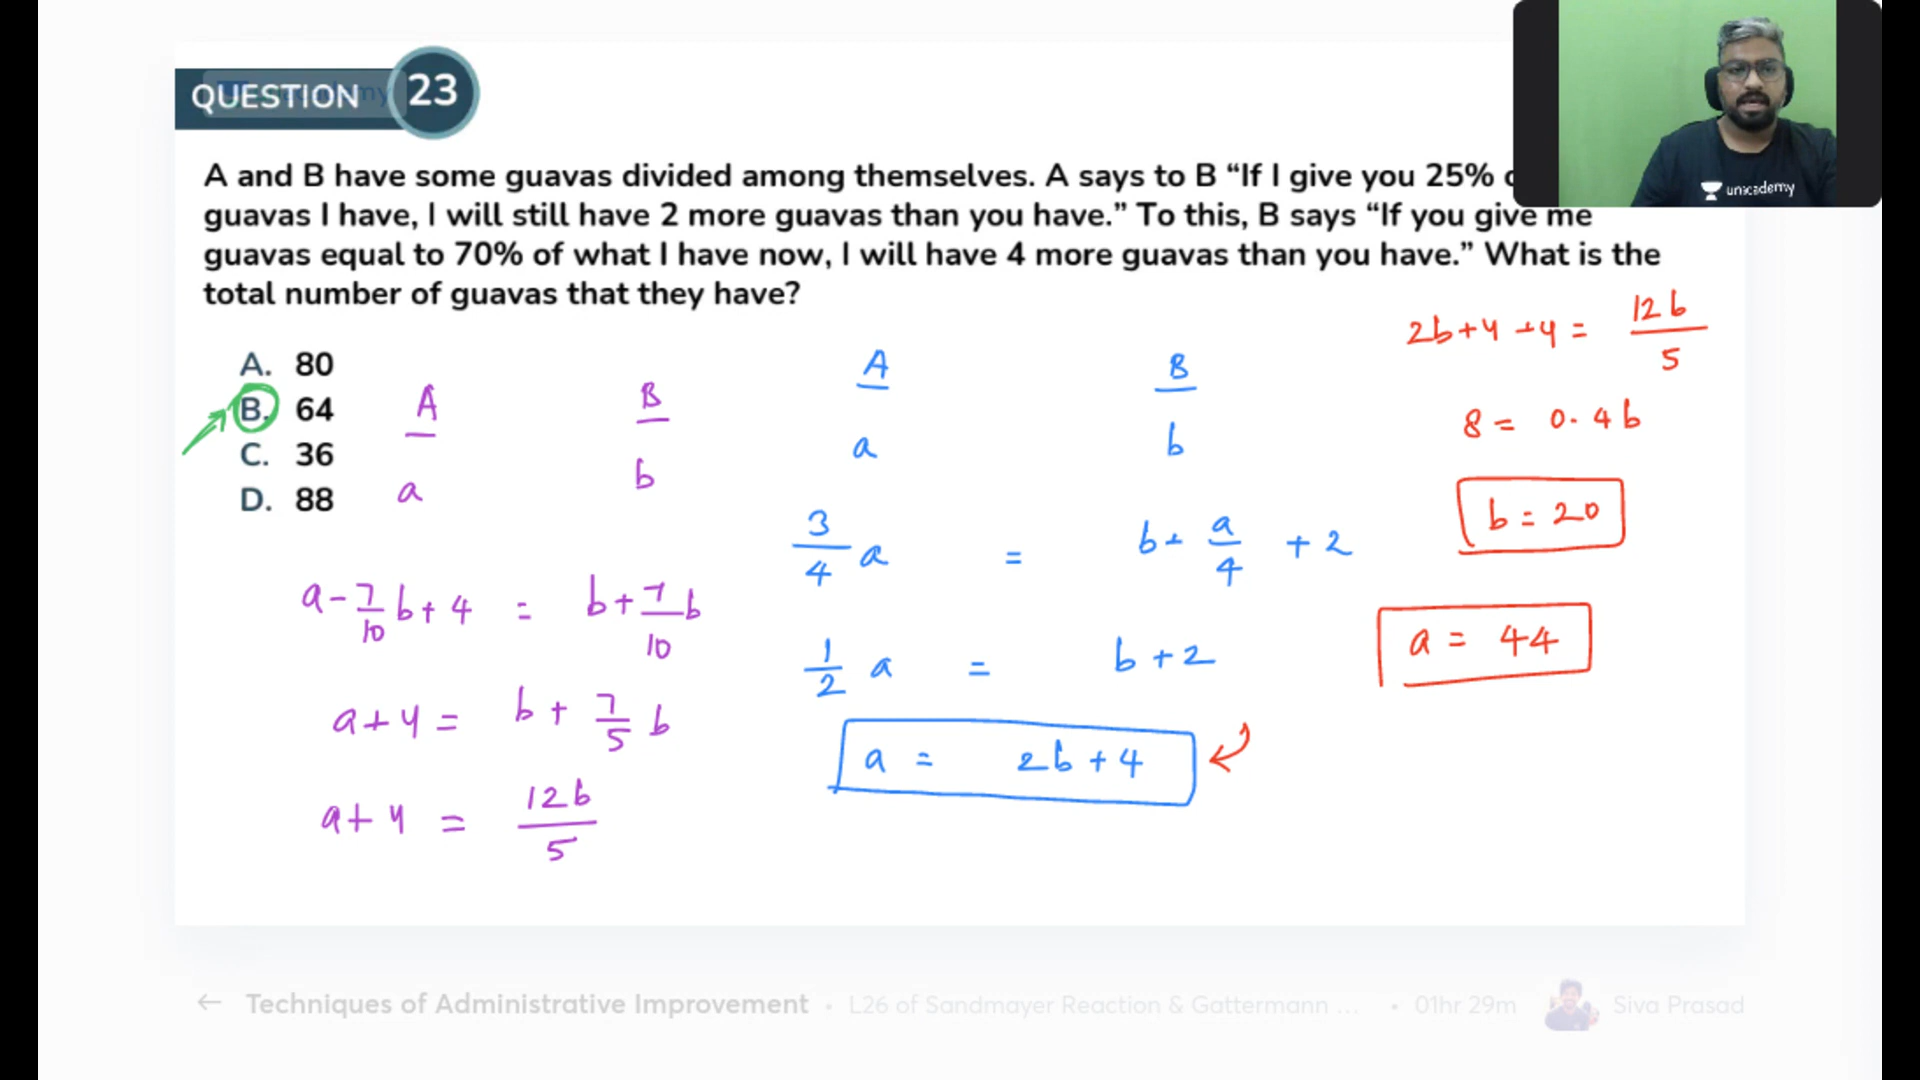 QUESTION 23
A and B have some guavas divided among themselves. A says to B “If I give you 25%
guavas I have, I will still have 2 more guavas than you have.” To this, B says “If you give me
guavas equal to 70% of what I have now, I will have 4 more guavas than you have.” What is the
total number of guavas that they have?
A. 80
B. 64
C. 36
D. 88
A B
a b
a - 7/10 b + 4 = b + 7/10 b
a + 4 = b + 7/5 b
a + 4 = 12b/5
A B
a b
3/4 a = b + a/4 + 2
1/2 a = b + 2
a = 2b + 4
2b + 4 + 4 = 12b/5
8 = 0.4b
b = 20
a = 44
unacademy
← Techniques of Administrative Improvement • L26 of Sandmayer Reaction & Gattermann ... • 01hr 29m Siva Prasad